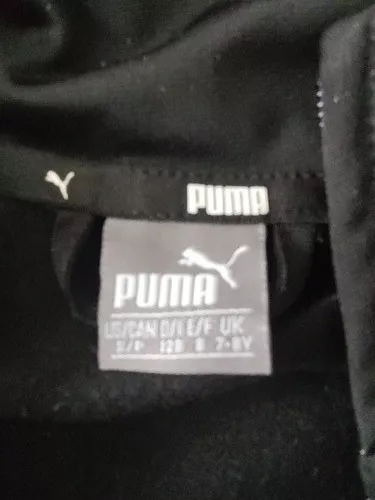 PUMA
PUMA
US/CAN D/I E/F UK
S/P 128 8 7-8Y